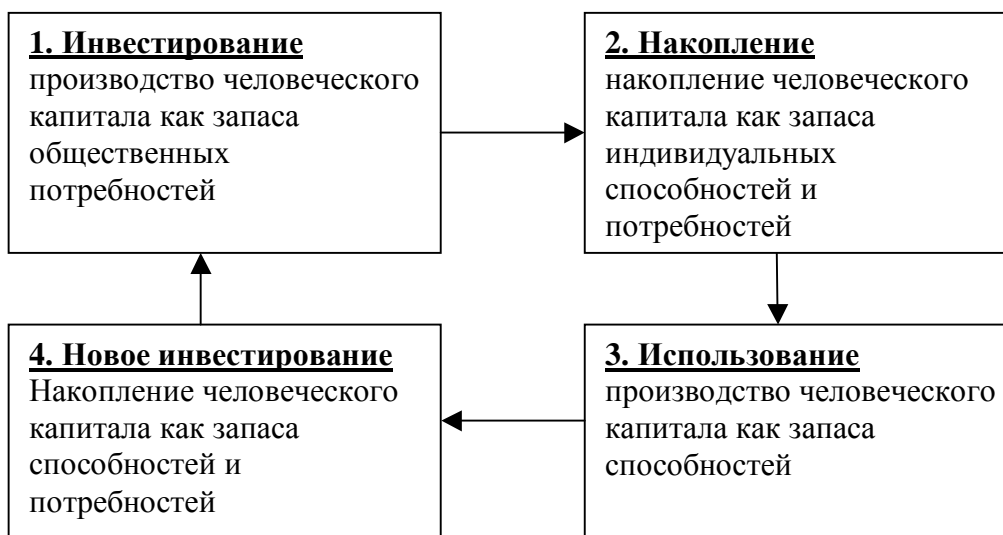 1. Инвестирование
производство человеческого
капитала как запаса
общественных
потребностей
2. Накопление
накопление человеческого
капитала как запаса
индивидуальных
способностей и
потребностей
3. Использование
производство человеческого
капитала как запаса
способностей
4. Новое инвестирование
Накопление человеческого
капитала как запаса
способностей и
потребностей